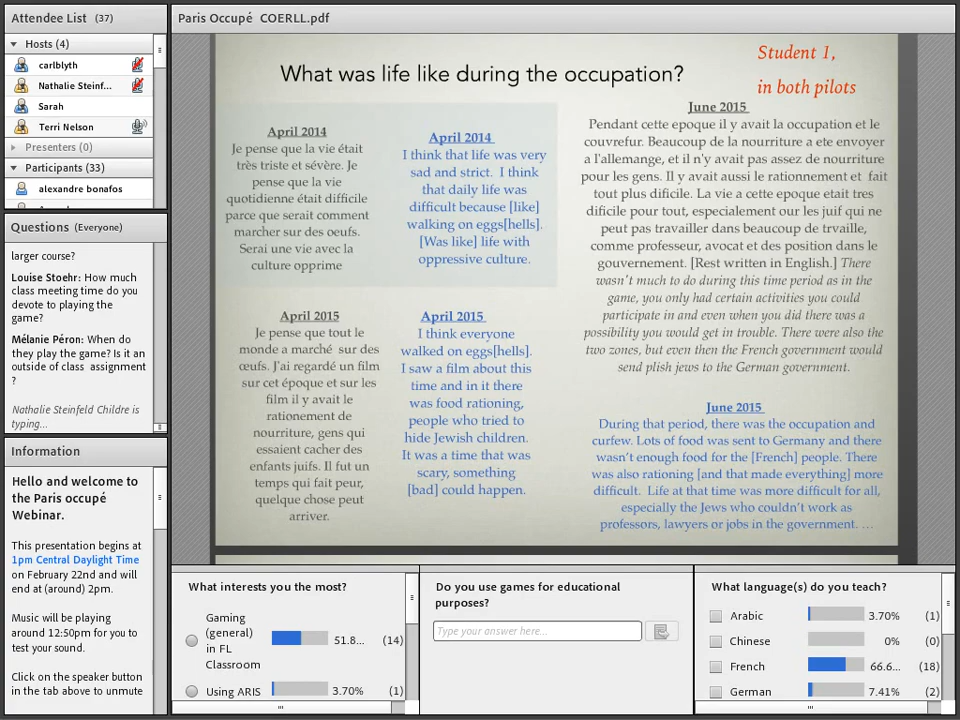 Attendee List (37)
Hosts (4)
carlblyth
Nathalie Steinf...
Sarah
Terri Nelson
Presenters (0)
Participants (33)
alexandre bonafos
Questions (Everyone)
larger course?
Louise Stoehr: How much
class meeting time do you
devote to playing the
game?
Mélanie Péron: When do
they play the game? Is it an
outside of class assignment
?
Nathalie Steinfeld Childre is
typing...
Information
Hello and welcome to
the Paris occupé
Webinar.
This presentation begins at
1pm Central Daylight Time
on February 22nd and will
end at (around) 2pm.
Music will be playing
around 12:50pm for you to
test your sound.
Click on the speaker button
in the tab above to unmute
Paris Occupé COERLL.pdf
What was life like during the occupation?
Student 1,
in both pilots
April 2014
Je pense que la vie était
très triste et sévère. Je
pense que la vie
quotidienne était difficile
parce que serait comment
marcher sur des oeufs.
Serai une vie avec la
culture opprime
April 2014
I think that life was very
sad and strict. I think
that daily life was
difficult because [like]
walking on eggs[hells].
[Was like] life with
oppressive culture.
April 2015
Je pense que tout le
monde a marché sur des
œufs. J'ai regardé un film
sur cet époque et sur les
film il y avait le
rationement de
nourriture, gens qui
essaient cacher des
enfants juifs. Il fut un
temps qui fait peur,
quelque chose peut
arriver.
April 2015
I think everyone
walked on eggs[hells].
I saw a film about this
time and in it there
was food rationing,
people who tried to
hide Jewish children.
It was a time that was
scary, something
[bad] could happen.
June 2015
Pendant cette epoque il y avait la occupation et le
couvrefur. Beaucoup de la nourriture a ete envoyer
a l'allemange, et il n'y avait pas assez de nourriture
pour les gens. Il y avait aussi le rationnement et fait
tout plus dificile. La vie a cette epoque etait tres
dificile pour tout, especialement our les juif qui ne
peut pas travailler dans beaucoup de trvaille,
comme professeur, avocat et des position dans le
gouvernement. [Rest written in English.] There
wasn't much to do during this time period as in the
game, you only had certain activities you could
participate in and even when you did there was a
possibility you would get in trouble. There were also the
two zones, but even then the French government would
send plish jews to the German government.
June 2015
During that period, there was the occupation and
curfew. Lots of food was sent to Germany and there
wasn't enough food for the [French] people. There
was also rationing [and that made everything] more
difficult. Life at that time was more difficult for all,
especially the Jews who couldn't work as
professors, lawyers or jobs in the government. …
What interests you the most?
Gaming
(general)
in FL
Classroom
51.8... (14)
Using ARIS 3.70% (1)
Do you use games for educational
purposes?
Type your answer here...
What language(s) do you teach?
Arabic 3.70% (1)
Chinese 0% (0)
French 66.6... (18)
German 7.41% (2)